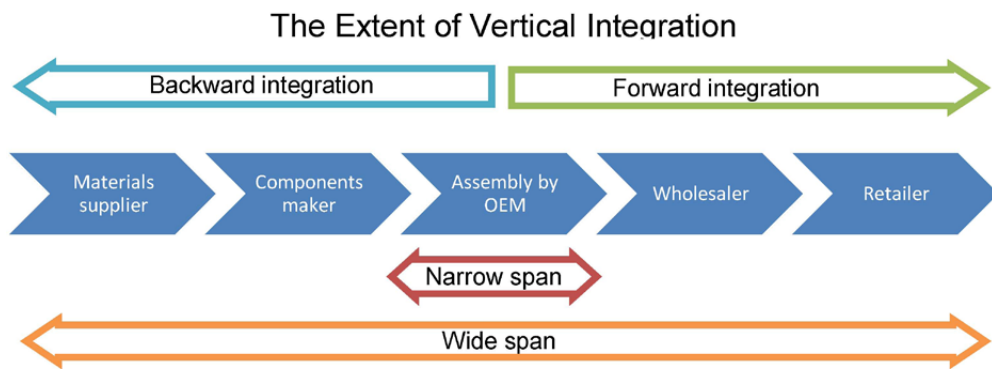 The Extent of Vertical Integration
Backward integration
Forward integration
Materials
supplier
Components
maker
Assembly by
OEM
Wholesaler
Retailer
Narrow span
Wide span